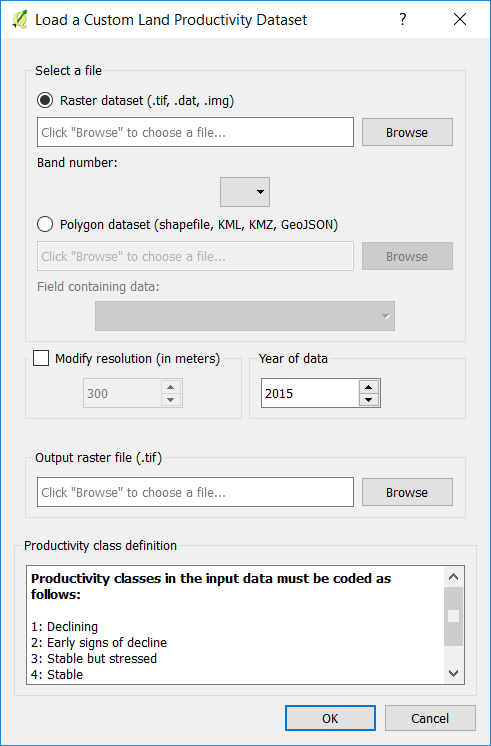 Load a Custom Land Productivity Dataset
Select a file
Raster dataset (.tif, .dat, .img)
Click "Browse" to choose a file...
Browse
Band number:
Polygon dataset (shapefile, KML, KMZ, GeoJSON)
Click "Browse" to choose a file...
Browse
Field containing data:
Modify resolution (in meters)
300
Year of data
2015
Output raster file (.tif)
Click "Browse" to choose a file...
Browse
Productivity class definition
Productivity classes in the input data must be coded as
follows:
1: Declining
2: Early signs of decline
3: Stable but stressed
4: Stable
OK
Cancel